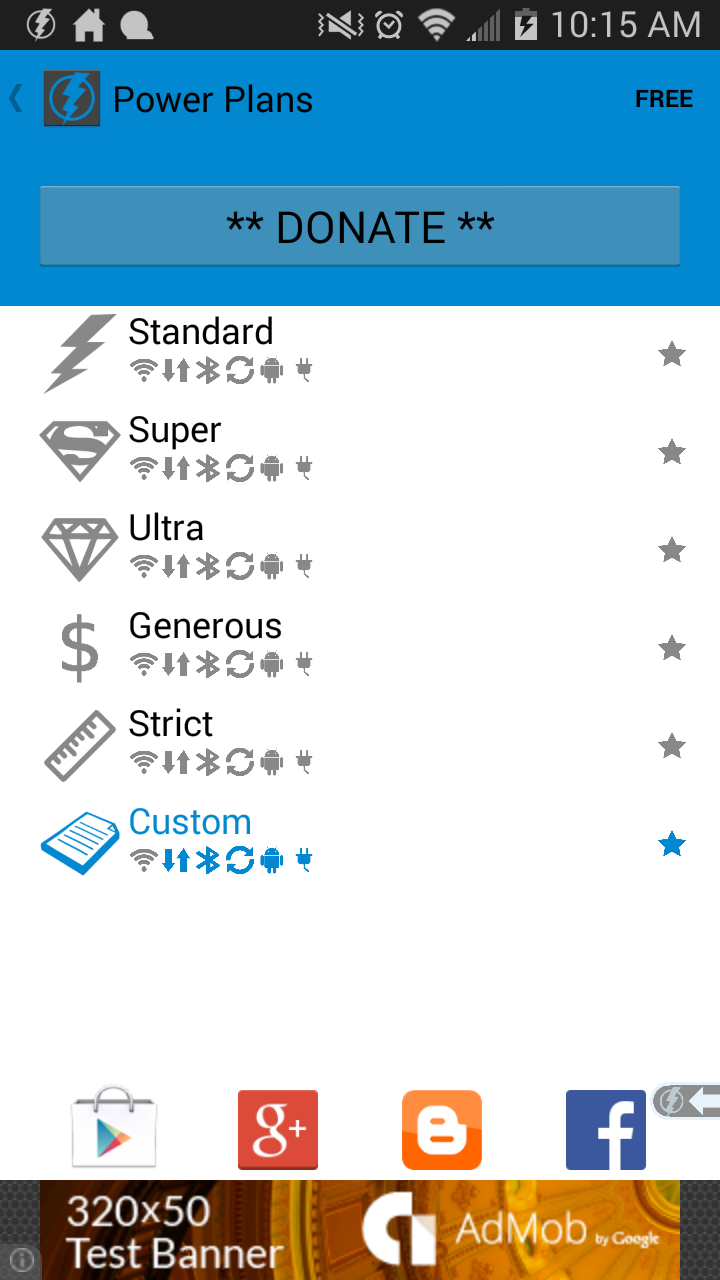 10:15 AM
Power Plans
FREE
** DONATE **
Standard
Super
Ultra
Generous
Strict
Custom
g+
320x50
Test Banner
AdMob by Google